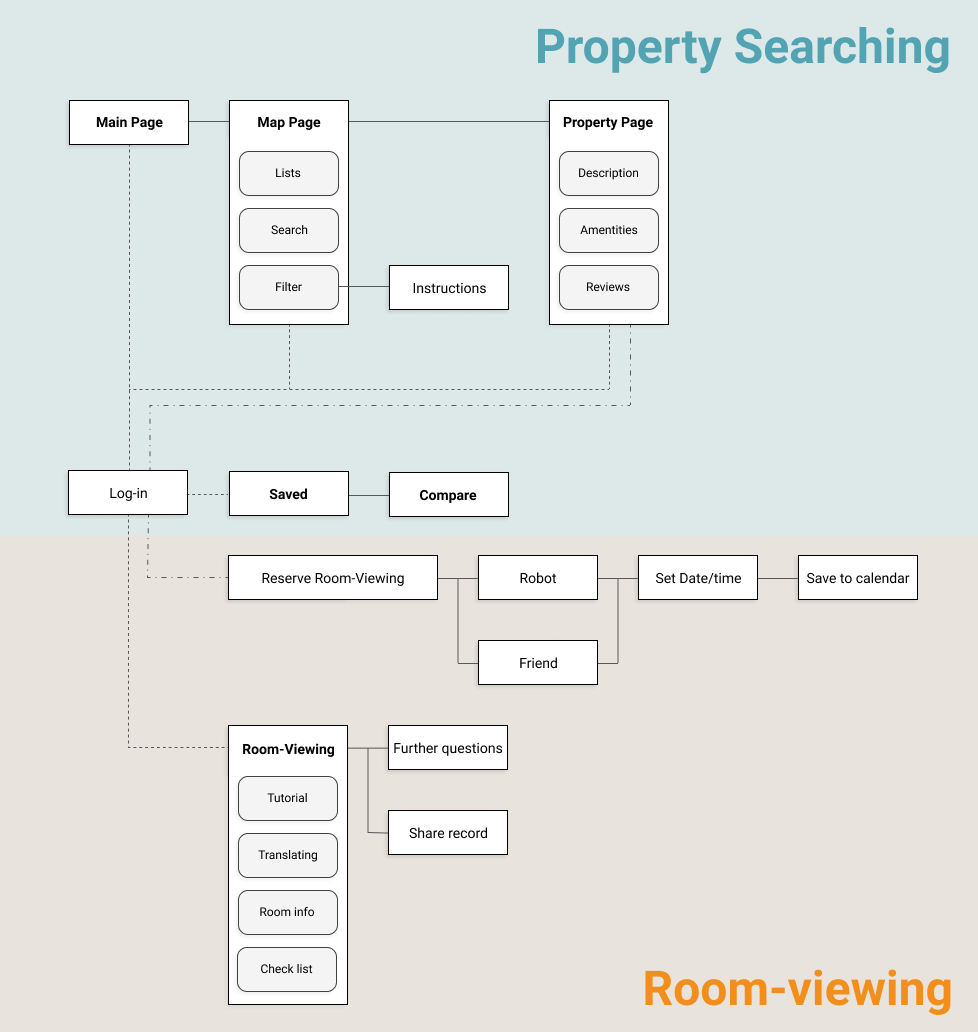 Property Searching
Main Page
Map Page
Property Page
Lists
Description
Search
Amentities
Filter
Instructions
Reviews
Log-in
Saved
Compare
Reserve Room-Viewing
Robot
Set Date/time
Save to calendar
Friend
Room-Viewing
Further questions
Tutorial
Share record
Translating
Room info
Check list
Room-viewing